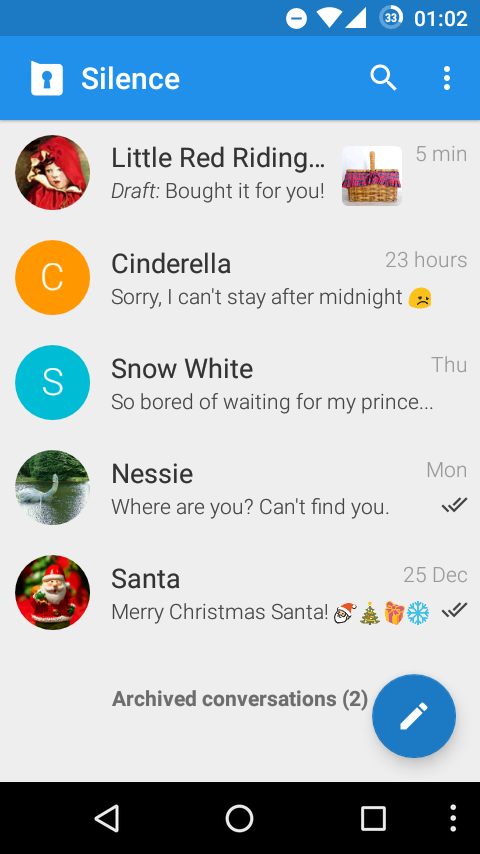 33 01:02
Silence
Little Red Riding... 5 min
Draft: Bought it for you!
C Cinderella 23 hours
Sorry, I can't stay after midnight 😞
S Snow White Thu
So bored of waiting for my prince...
Nessie Mon
Where are you? Can't find you.
Santa 25 Dec
Merry Christmas Santa! 🎅🎄🎁❄️
Archived conversations (2)